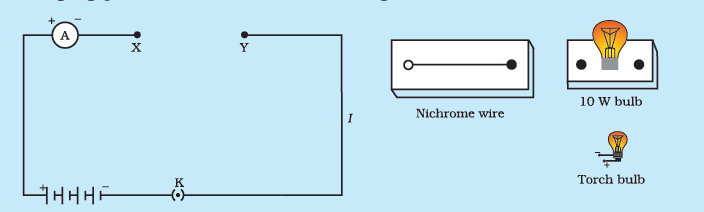 + −
A
X
Y
I
+ −
K
Nichrome wire
10 W bulb
−
+
Torch bulb